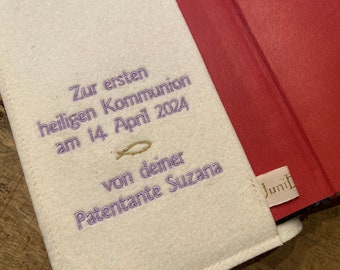 Zur ersten
heiligen Kommunion
am 14. April 2024
von deiner
Patentante Suzana